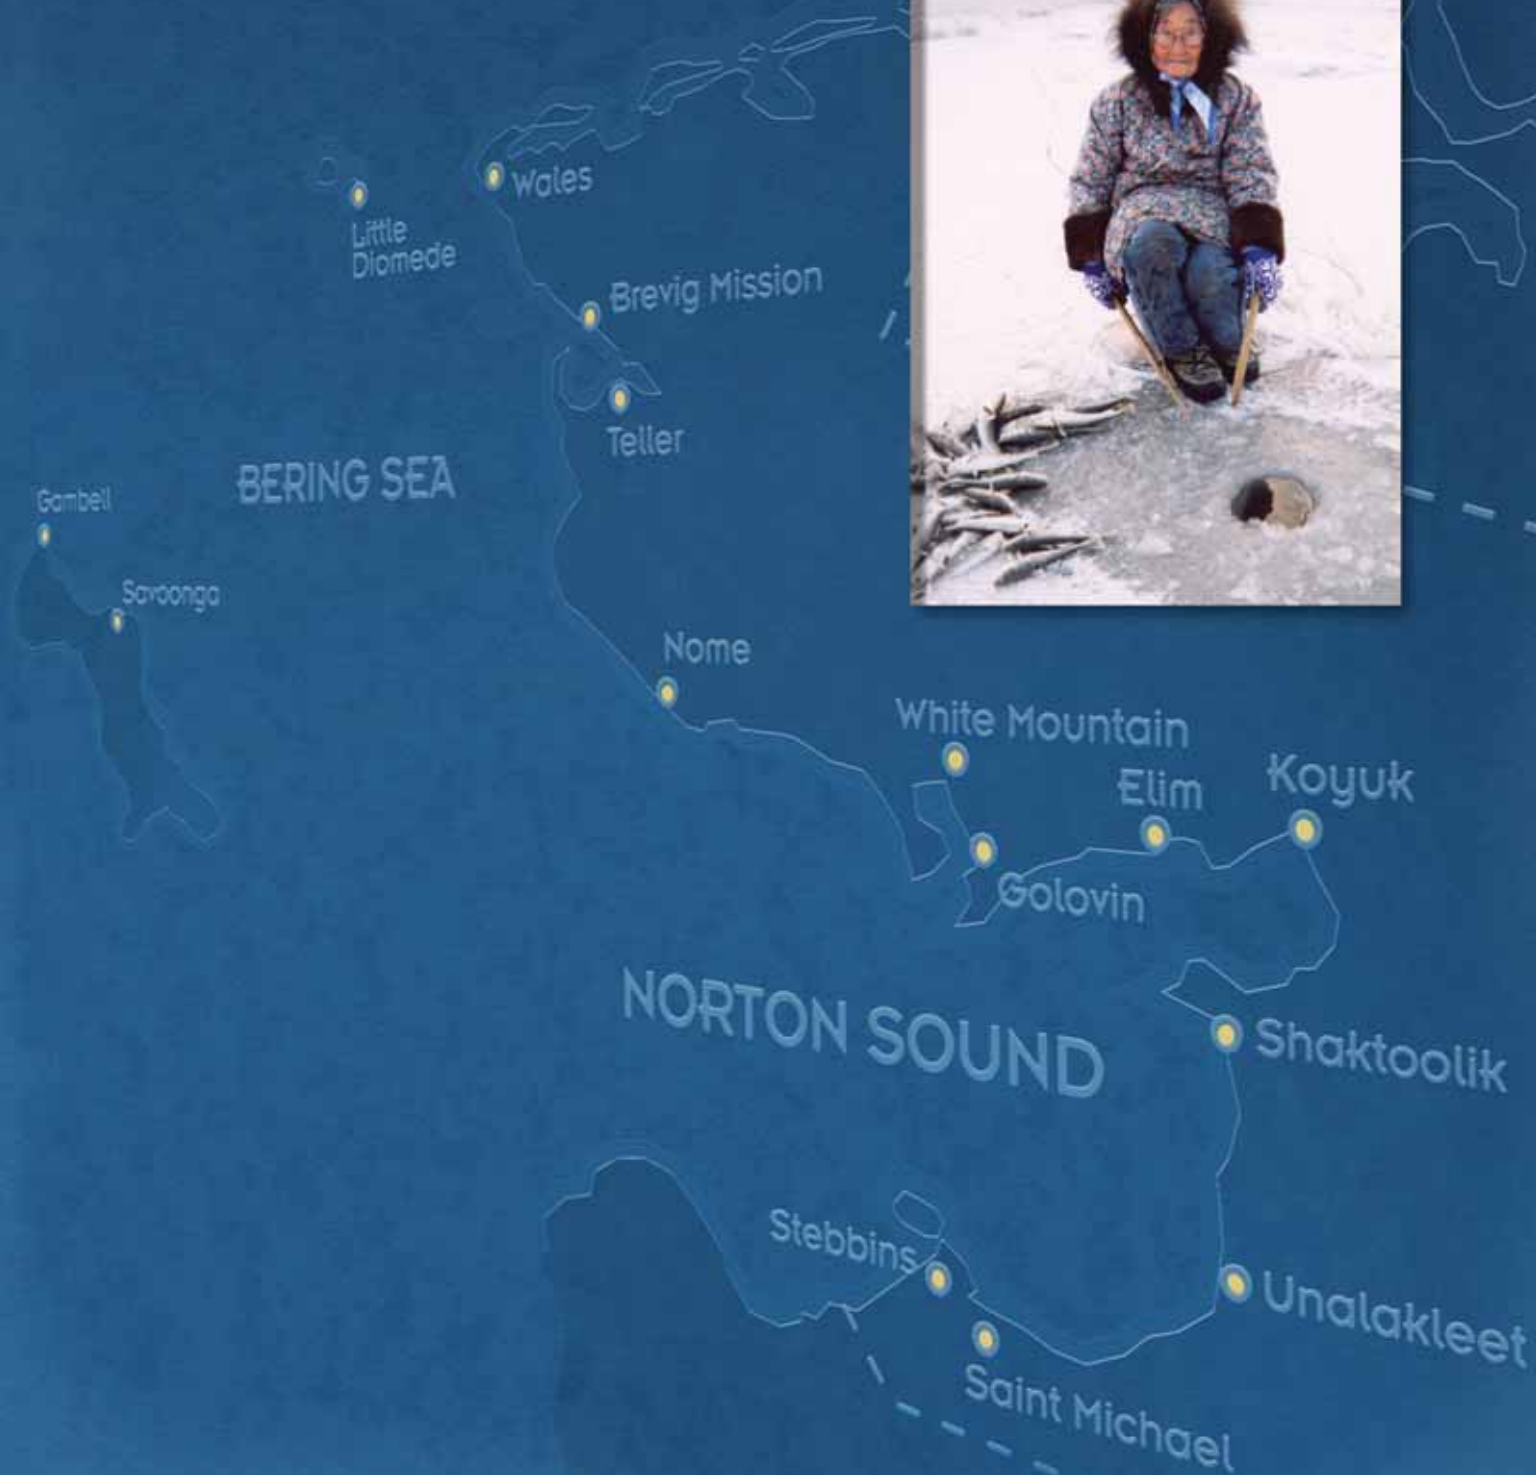 Wales
Little
Diomede
Brevig Mission
Teller
BERING SEA
Gambell
Savoonga
Nome
White Mountain
Elim
Koyuk
Golovin
NORTON SOUND
Shaktoolik
Stebbins
Unalakleet
Saint Michael